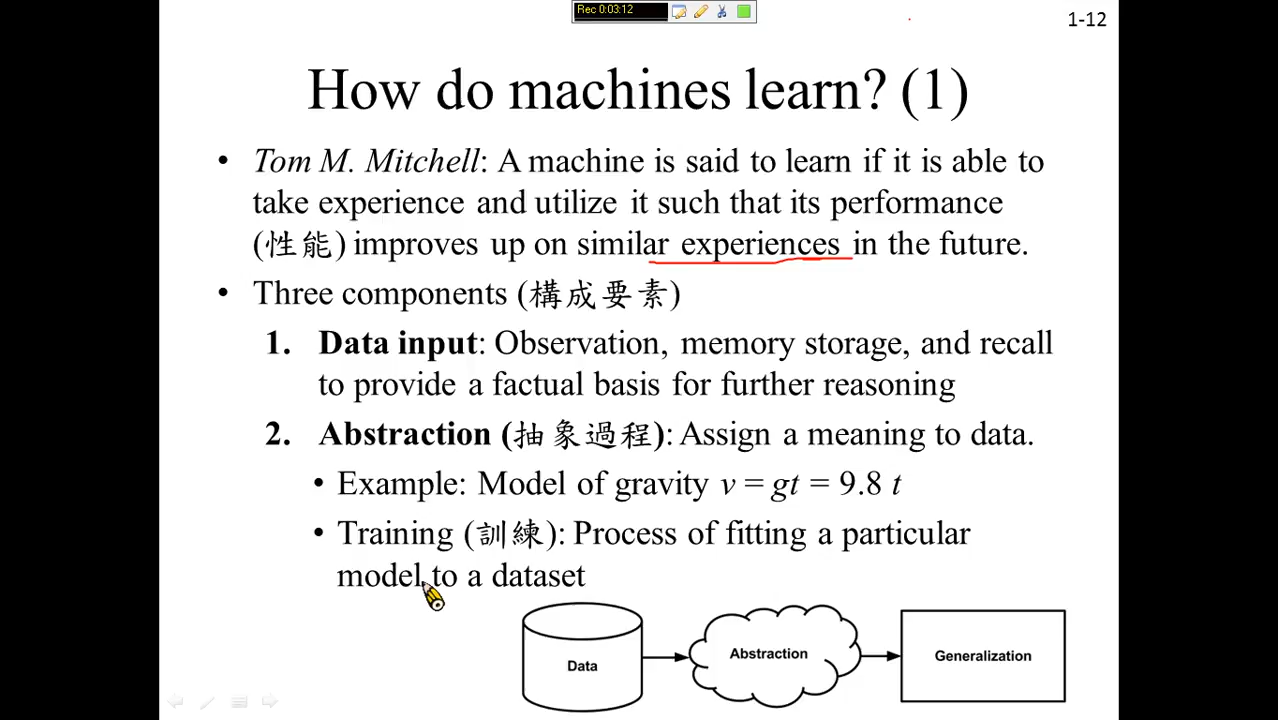 Rec 0:03:12
1-12
How do machines learn? (1)
• Tom M. Mitchell: A machine is said to learn if it is able to
take experience and utilize it such that its performance
(性能) improves up on similar experiences in the future.
• Three components (構成要素)
1. Data input: Observation, memory storage, and recall
to provide a factual basis for further reasoning
2. Abstraction (抽象過程): Assign a meaning to data.
• Example: Model of gravity v = gt = 9.8 t
• Training (訓練): Process of fitting a particular
model to a dataset
Data
Abstraction
Generalization